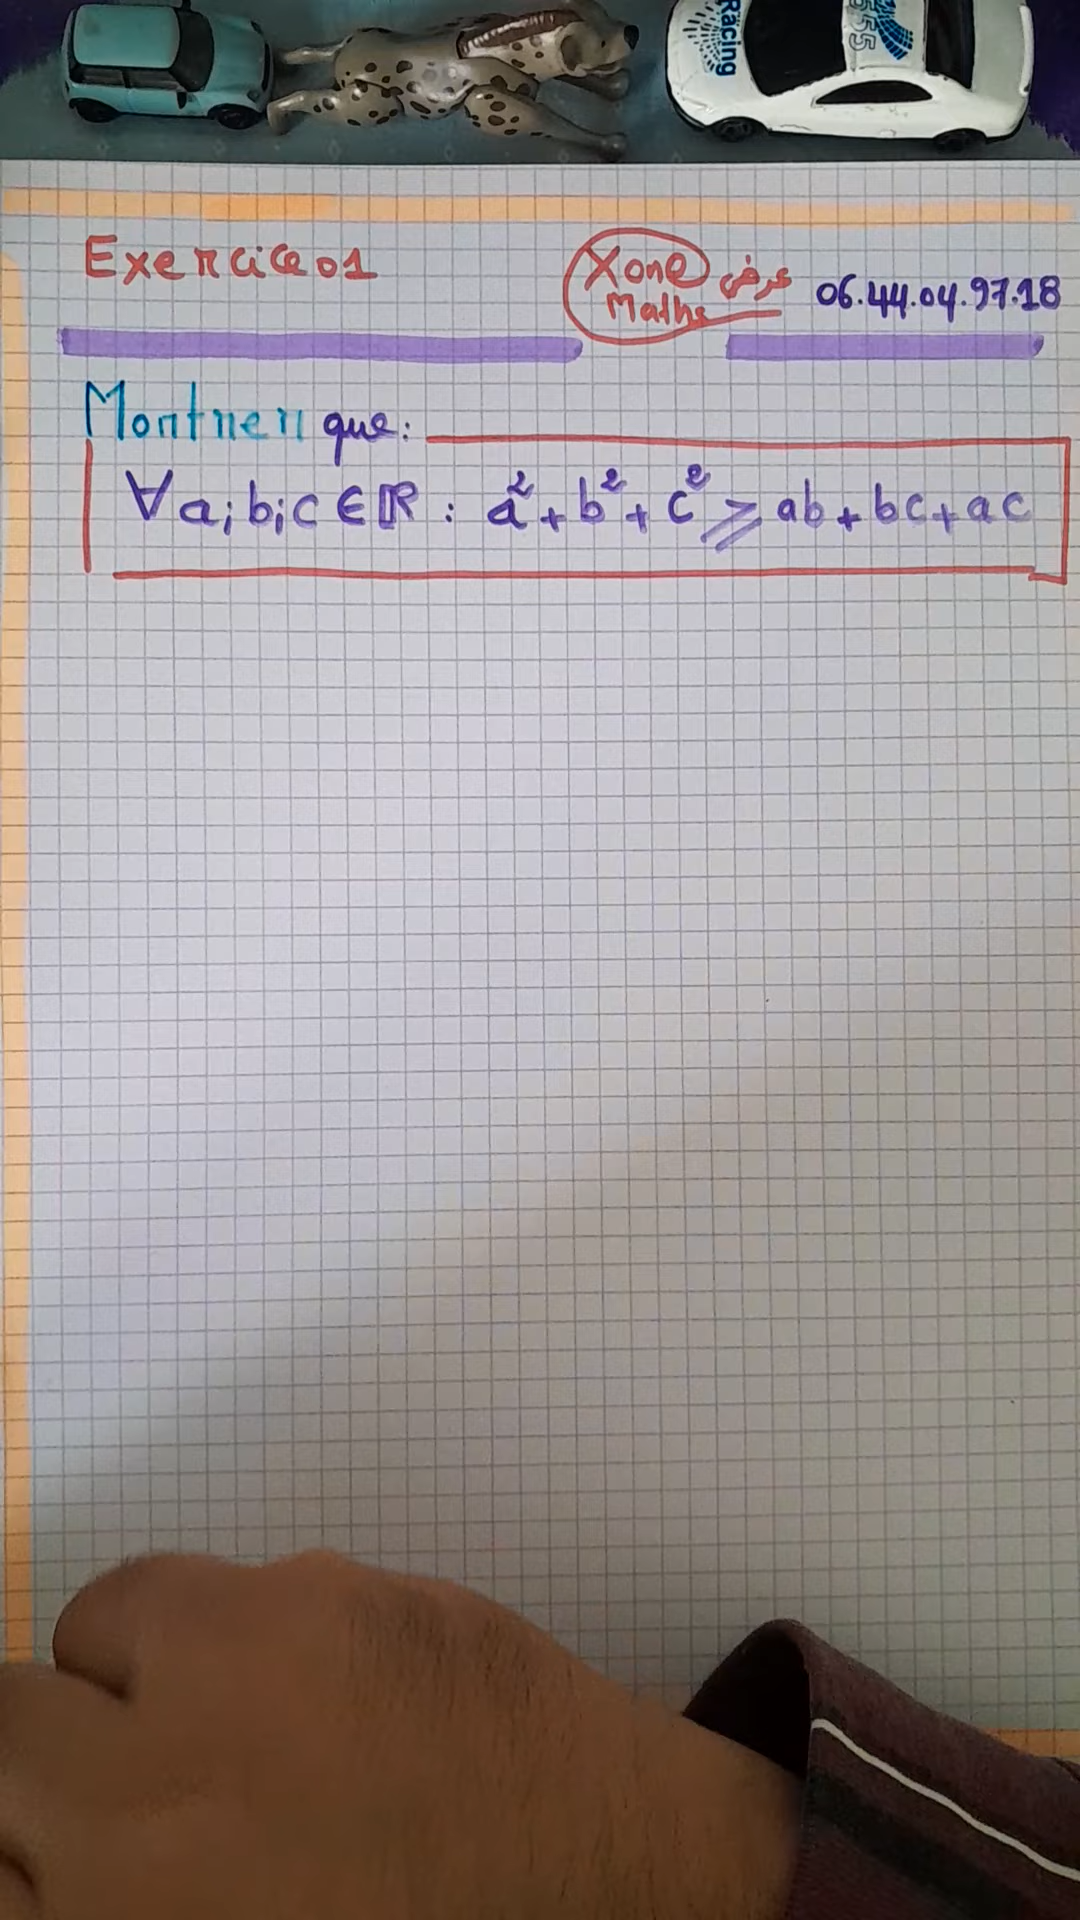 Racing
555
Exercice 01
Xone
Maths
عرض
06.44.04.97.18
Montrer que:
∀ a;b;c ∈ ℝ : a² + b² + c² ⩾ ab + bc + ac